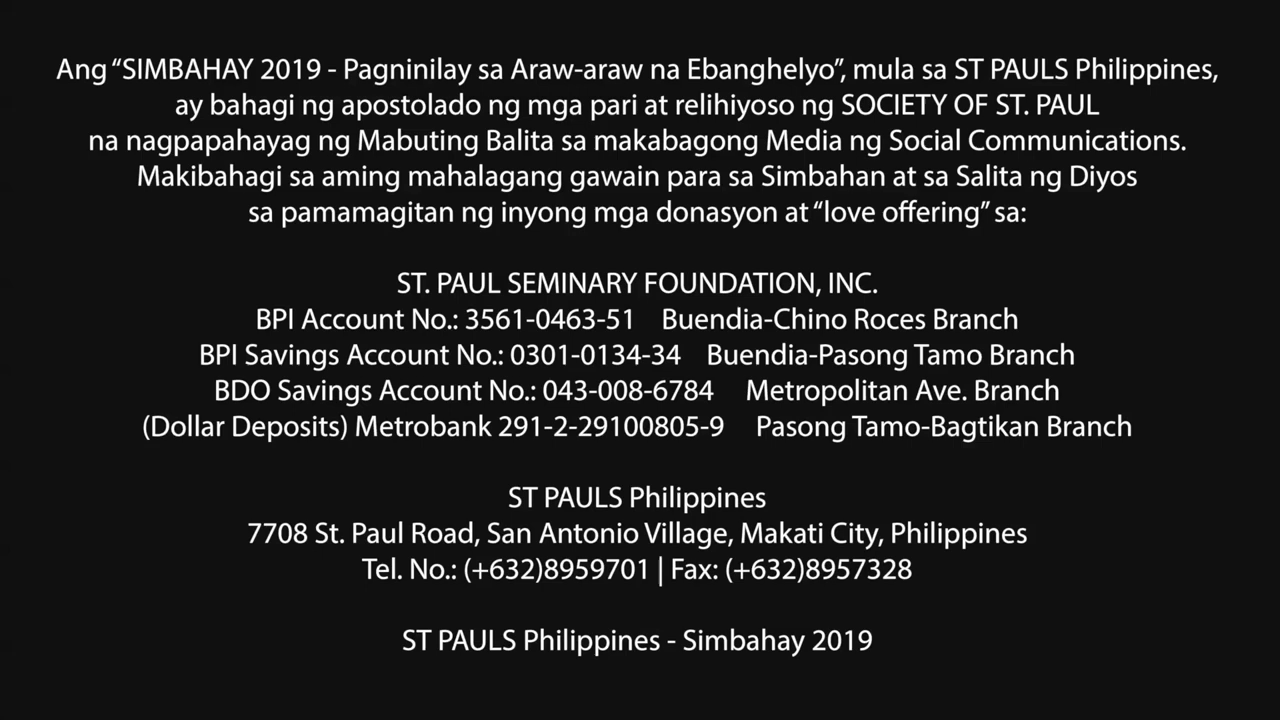 Ang “SIMBAHAY 2019 - Pagninilay sa Araw-araw na Ebanghelyo”, mula sa ST PAULS Philippines,
ay bahagi ng apostolado ng mga pari at relihiyoso ng SOCIETY OF ST. PAUL
na nagpapahayag ng Mabuting Balita sa makabagong Media ng Social Communications.
Makibahagi sa aming mahalagang gawain para sa Simbahan at sa Salita ng Diyos
sa pamamagitan ng inyong mga donasyon at “love offering” sa:
ST. PAUL SEMINARY FOUNDATION, INC.
BPI Account No.: 3561-0463-51 Buendia-Chino Roces Branch
BPI Savings Account No.: 0301-0134-34 Buendia-Pasong Tamo Branch
BDO Savings Account No.: 043-008-6784 Metropolitan Ave. Branch
(Dollar Deposits) Metrobank 291-2-29100805-9 Pasong Tamo-Bagtikan Branch
ST PAULS Philippines
7708 St. Paul Road, San Antonio Village, Makati City, Philippines
Tel. No.: (+632)8959701 | Fax: (+632)8957328
ST PAULS Philippines - Simbahay 2019